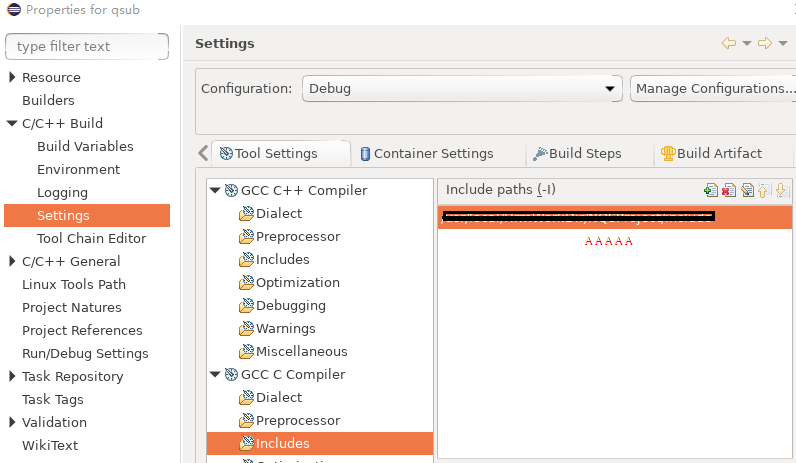 Properties for qsub
type filter text
Resource
Builders
C/C++ Build
Build Variables
Environment
Logging
Settings
Tool Chain Editor
C/C++ General
Linux Tools Path
Project Natures
Project References
Run/Debug Settings
Task Repository
Task Tags
Validation
WikiText
Settings
Configuration:
Debug
Manage Configurations...
Tool Settings
Container Settings
Build Steps
Build Artifact
GCC C++ Compiler
Dialect
Preprocessor
Includes
Optimization
Debugging
Warnings
Miscellaneous
GCC C Compiler
Dialect
Preprocessor
Includes
Include paths (-I)
A A A A A